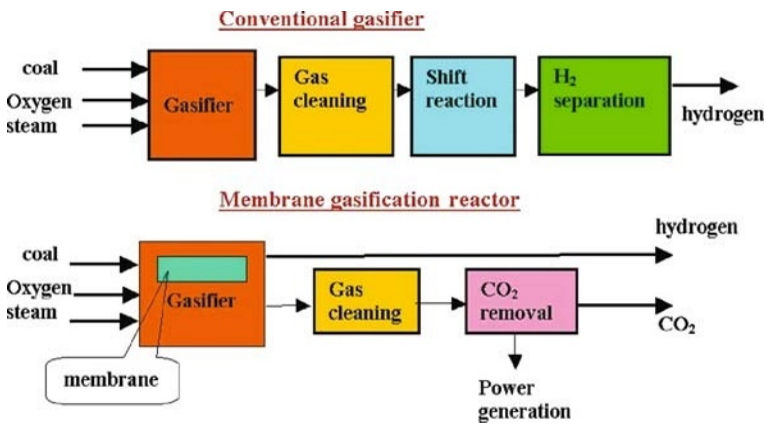 Conventional gasifier
coal
Oxygen
steam
Gasifier
Gas
cleaning
Shift
reaction
H₂
separation
hydrogen
Membrane gasification reactor
coal
Oxygen
steam
Gasifier
membrane
Gas
cleaning
CO₂
removal
hydrogen
CO₂
Power
generation